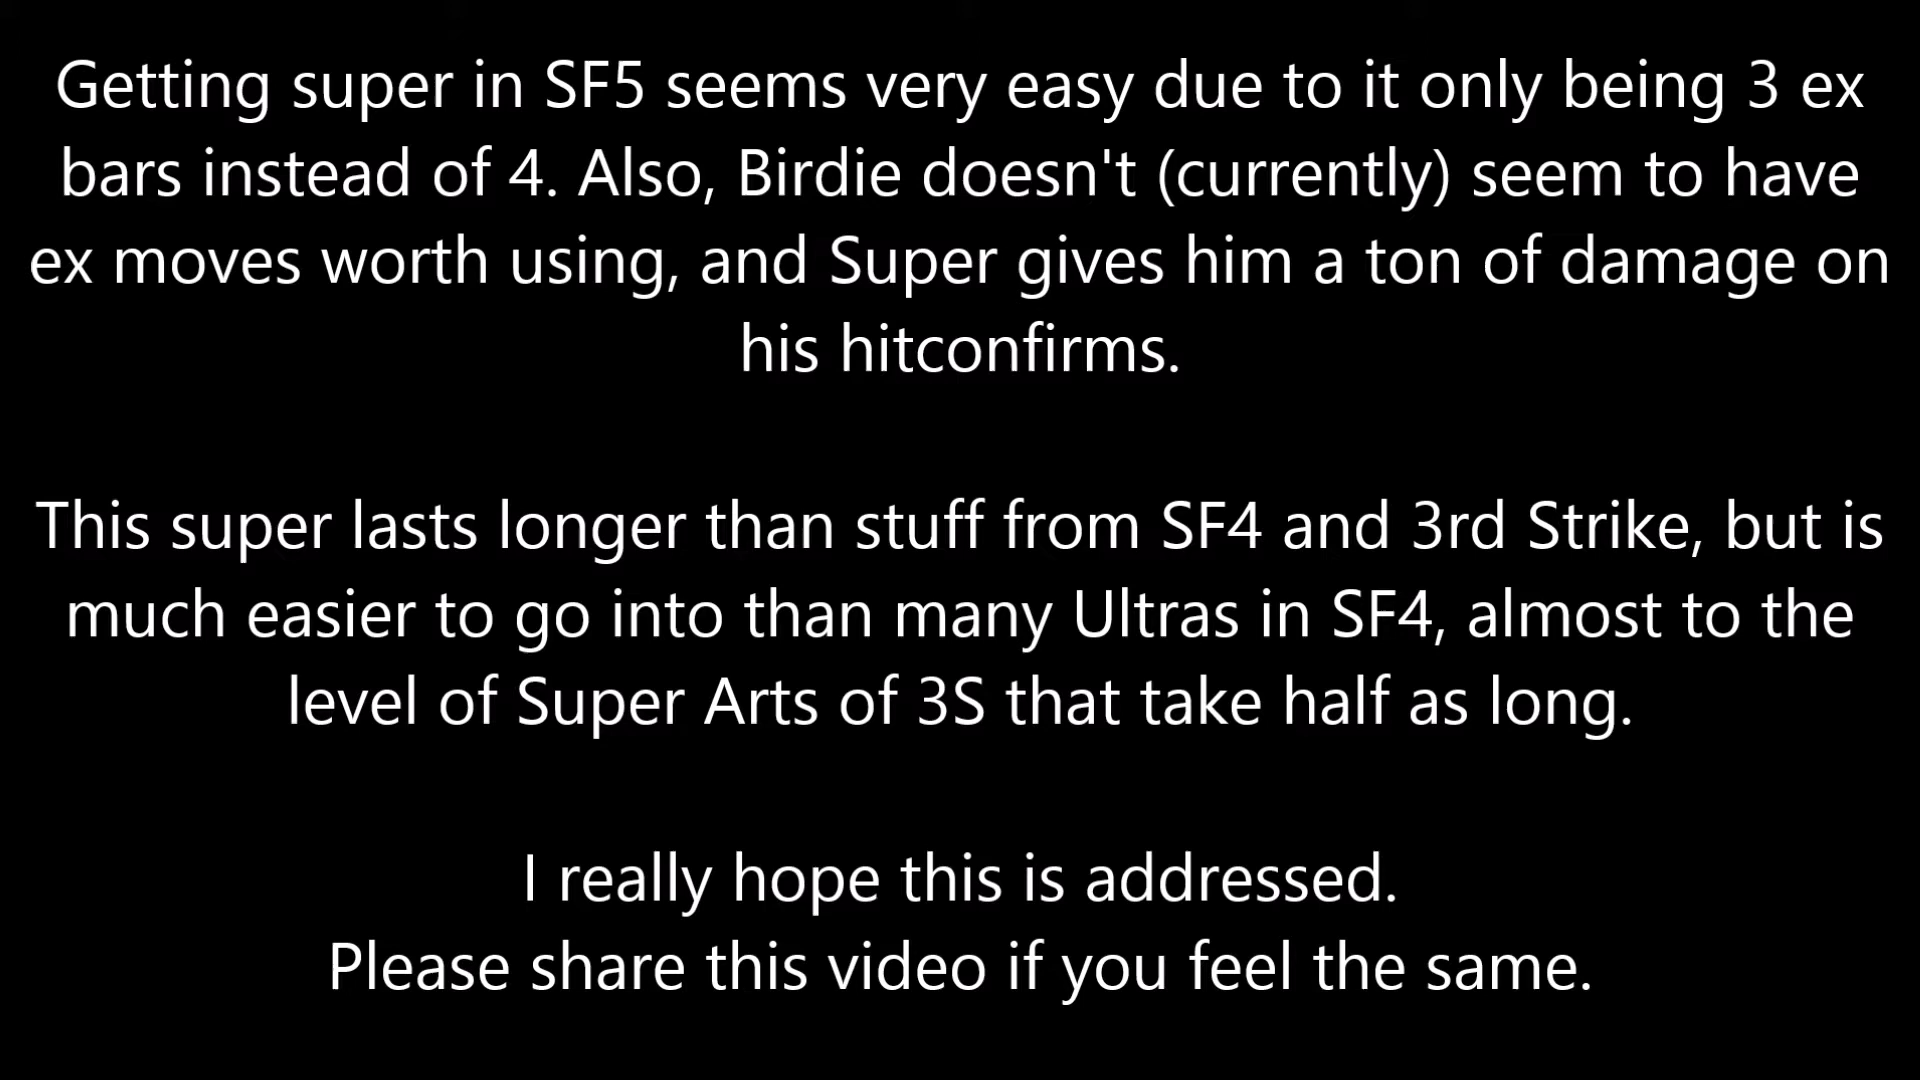 Getting super in SF5 seems very easy due to it only being 3 ex
bars instead of 4. Also, Birdie doesn't (currently) seem to have
ex moves worth using, and Super gives him a ton of damage on
his hitconfirms.
This super lasts longer than stuff from SF4 and 3rd Strike, but is
much easier to go into than many Ultras in SF4, almost to the
level of Super Arts of 3S that take half as long.
I really hope this is addressed.
Please share this video if you feel the same.